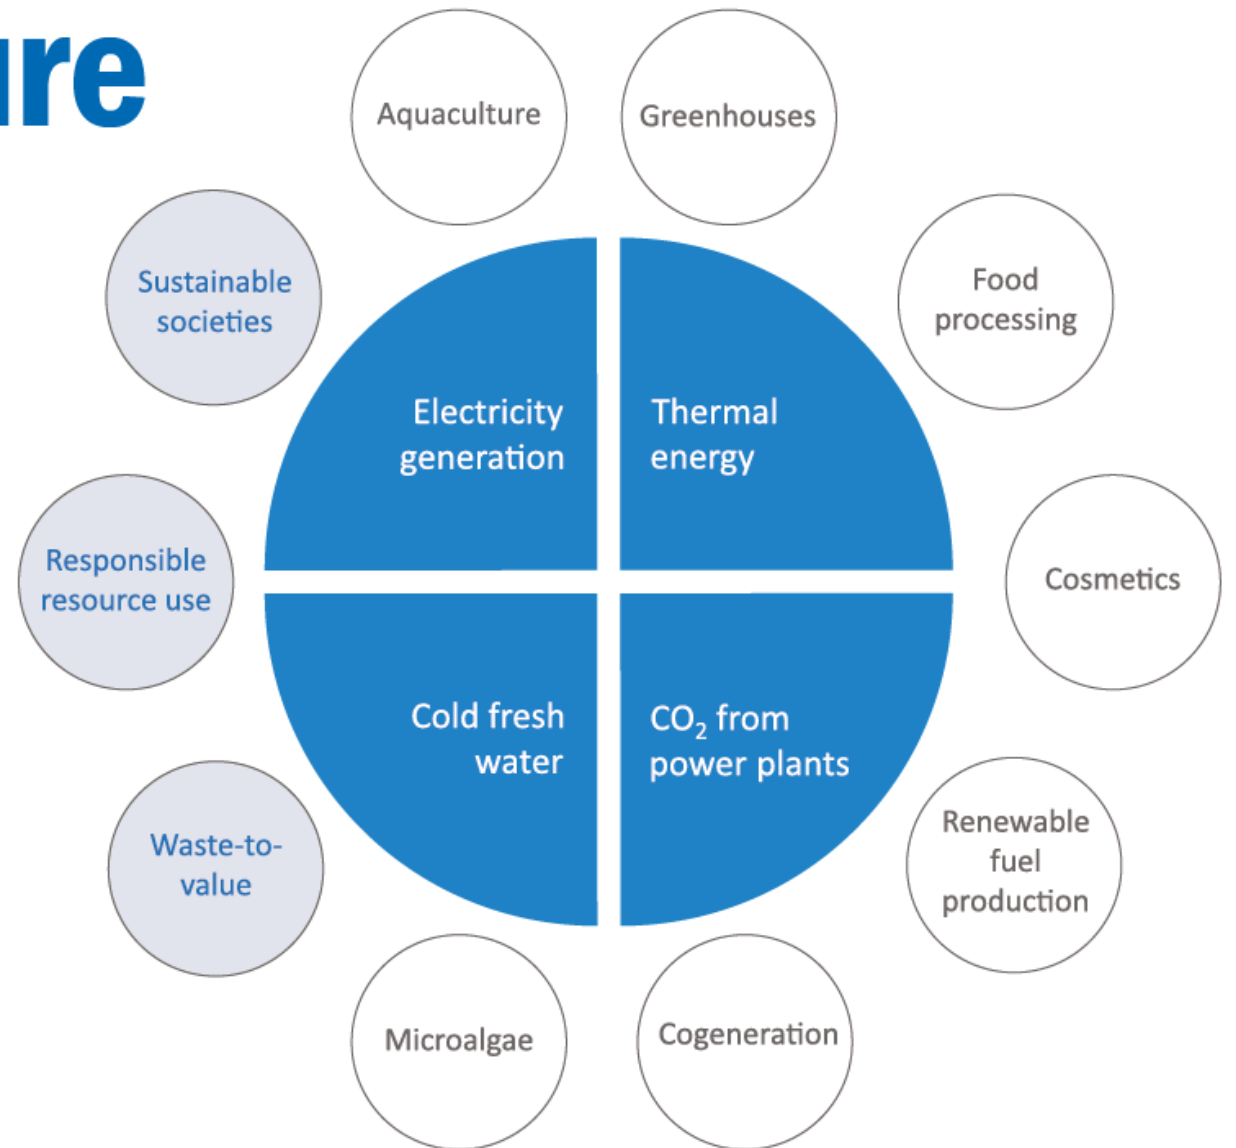 Aquaculture
Greenhouses
Sustainable
societies
Food
processing
Electricity
generation
Thermal
energy
Responsible
resource use
Cosmetics
Cold fresh
water
CO₂ from
power plants
Waste-to-
value
Renewable
fuel
production
Microalgae
Cogeneration